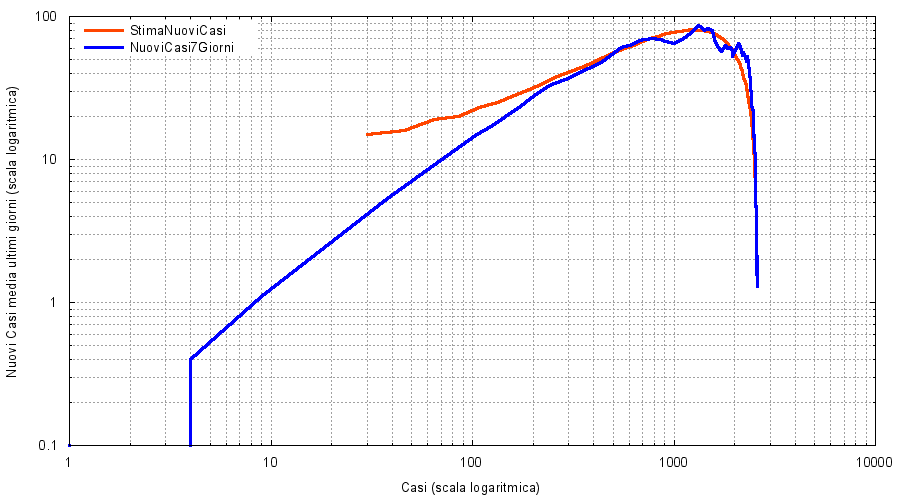 100
StimaNuoviCasi
NuoviCasi7Giorni
10
1
0.1
Nuovi Casi media ultimi giorni (scala logaritmica)
1 10 100 1000 10000
Casi (scala logaritmica)